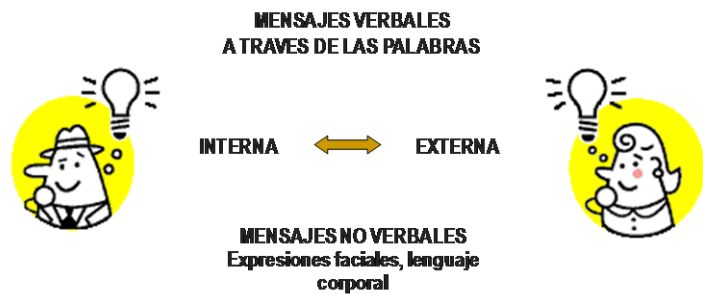 MENSAJES VERBALES
A TRAVES DE LAS PALABRAS
INTERNA EXTERNA
MENSAJES NO VERBALES
Expresiones faciales, lenguaje
corporal